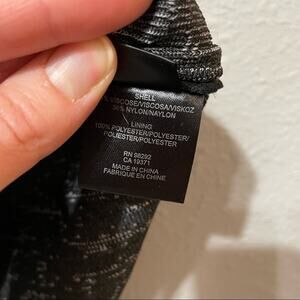 SHELL
VISCOSE/VISCOSA/VISKOZ
NYLON/NAYLON
LINING
100% POLYESTER/POLYESTER/
POLIESTER/POLYESTER
RN 98292
CA 19371
MADE IN CHINA
FABRIQUE EN CHINE